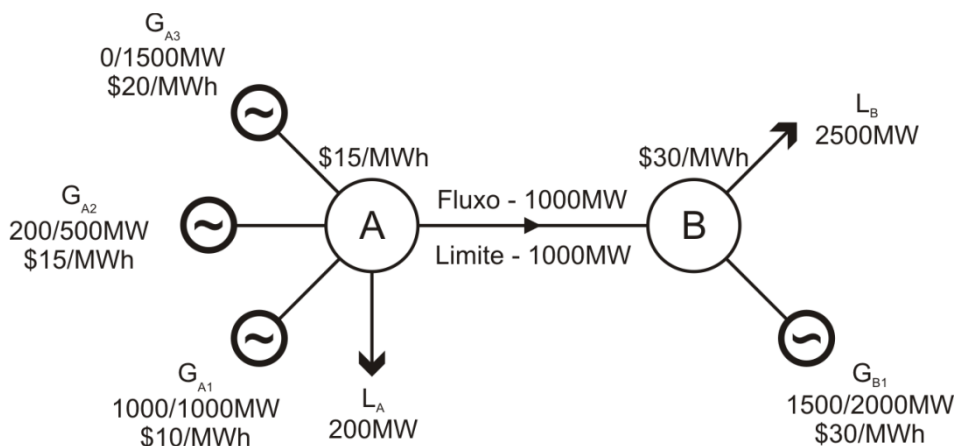 G_A3
0/1500MW
$20/MWh
L_B
2500MW
$15/MWh
$30/MWh
G_A2
200/500MW
$15/MWh
A
Fluxo - 1000MW
Limite - 1000MW
B
G_A1
1000/1000MW
$10/MWh
L_A
200MW
G_B1
1500/2000MW
$30/MWh